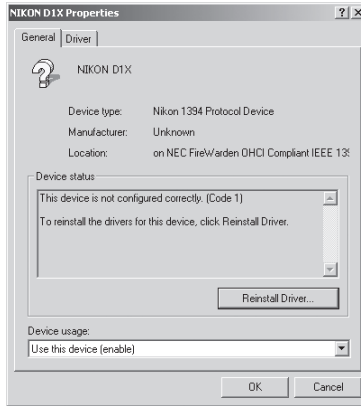 NIKON D1X Properties
General Driver
NIKON D1X
Device type: Nikon 1394 Protocol Device
Manufacturer: Unknown
Location: on NEC FireWarden OHCI Compliant IEEE
Device status
This device is not configured correctly. (Code 1)
To reinstall the drivers for this device, click Reinstall Driver.
Reinstall Driver...
Device usage:
Use this device (enable)
OK Cancel